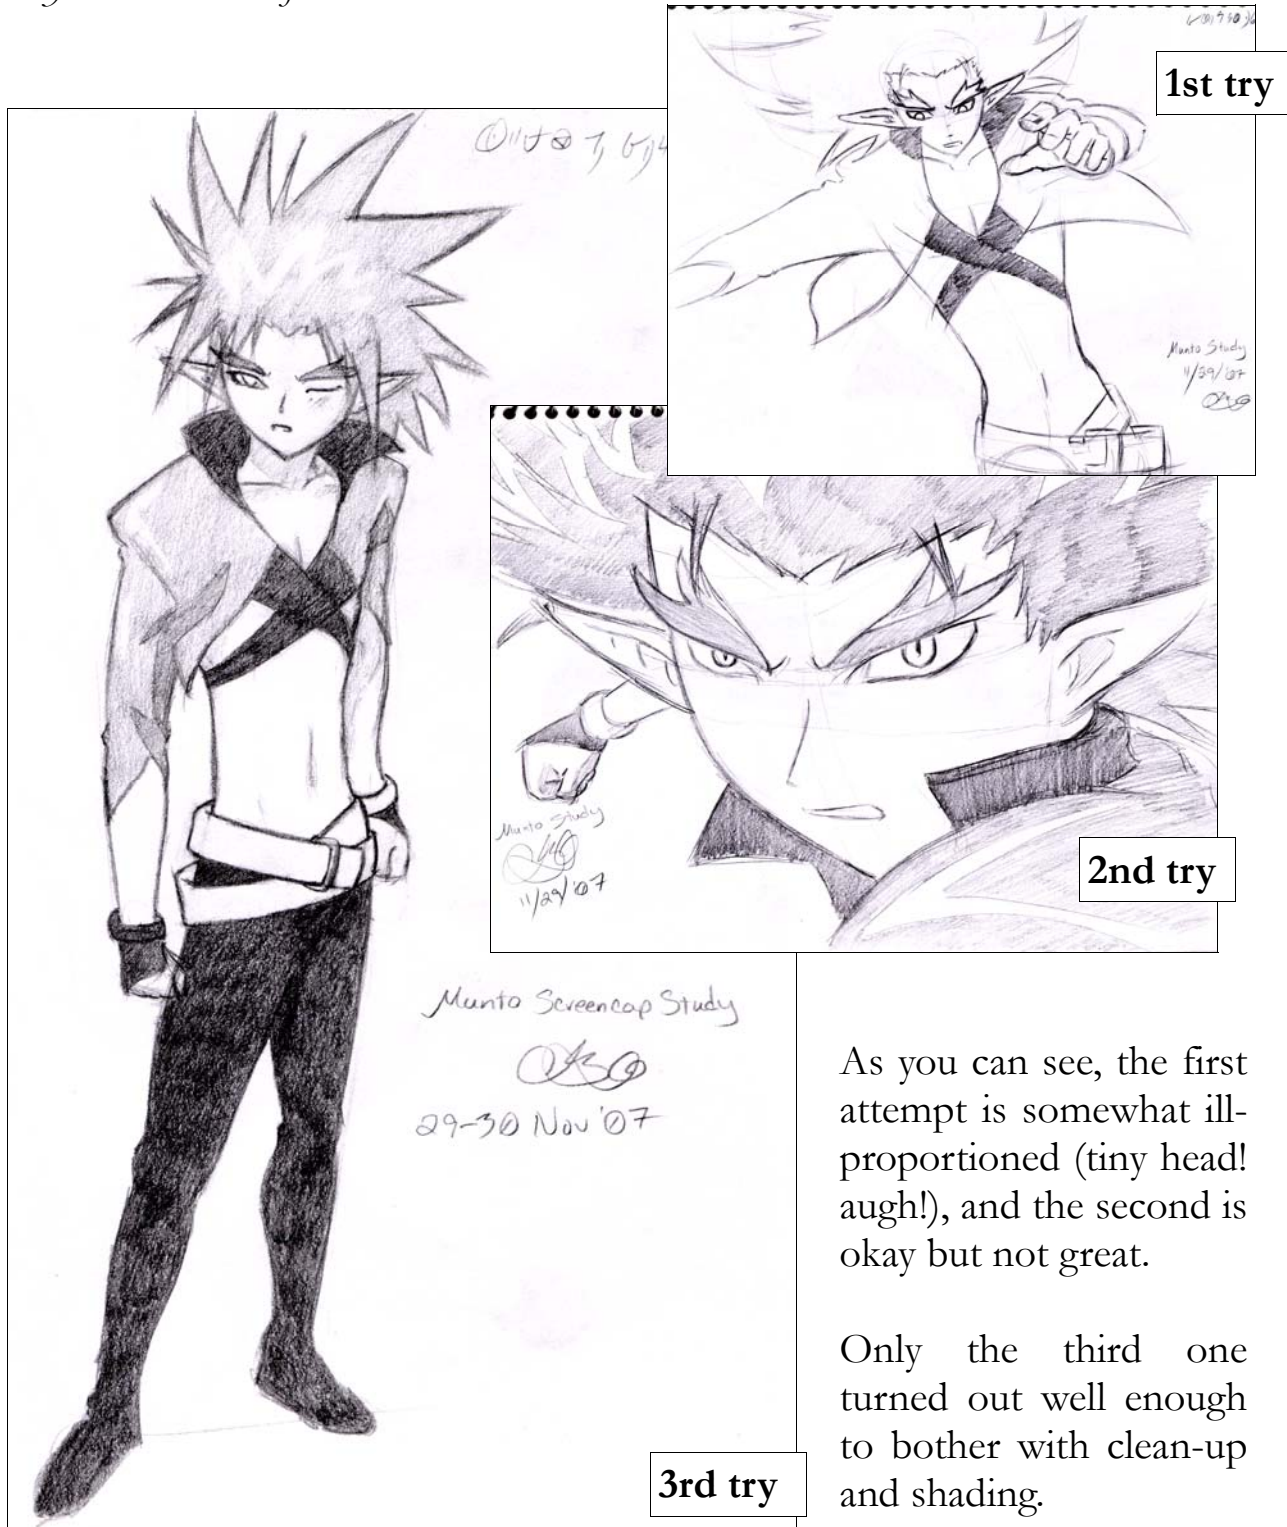 1st try
Munto Study
11/29/'07
2nd try
Munto Study
11/29/'07
Munto Screencap Study
29-30 Nov '07
3rd try
As you can see, the first
attempt is somewhat ill-
proportioned (tiny head!
augh!), and the second is
okay but not great.
Only the third one
turned out well enough
to bother with clean-up
and shading.